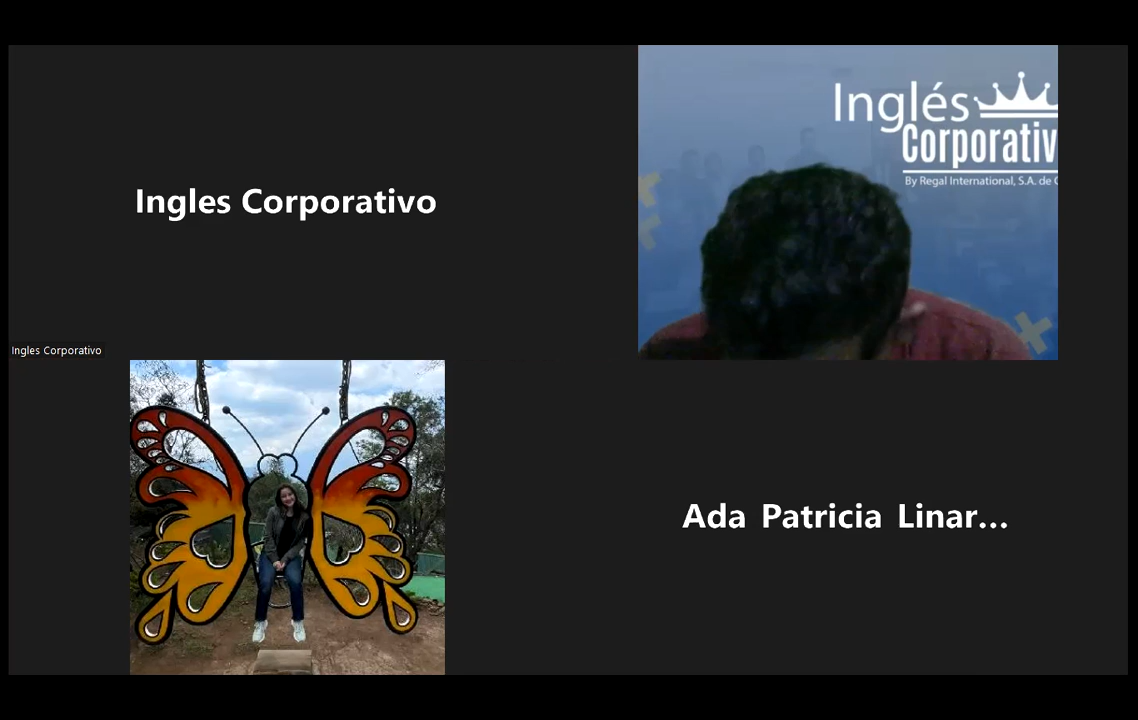 Ingles Corporativo
Inglés
Corporativ
By Regal International, S.A. de C
Ingles Corporativo
Ada Patricia Linar...